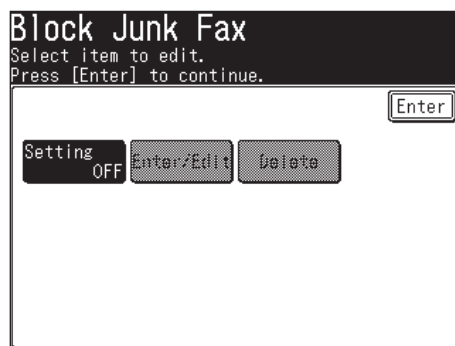 Block Junk Fax
Select item to edit.
Press [Enter] to continue.
Enter
Setting
OFF
Enter/Edit
Delete